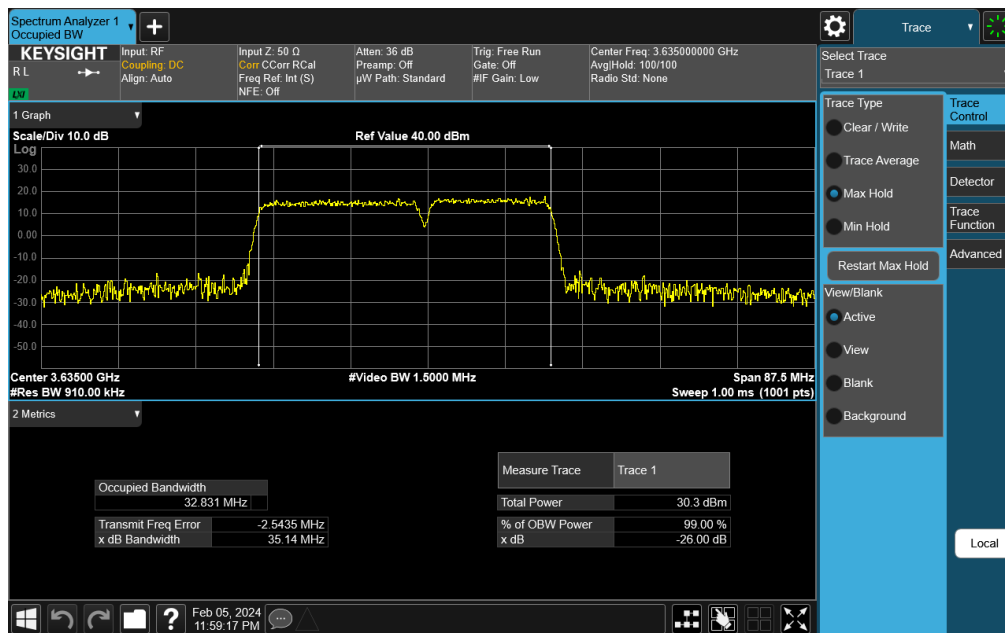 Spectrum Analyzer 1
Occupied BW
Trace
KEYSIGHT
R L
LXI
Input: RF
Coupling: DC
Align: Auto
Input Z: 50 Ω
Corr CCorr RCal
Freq Ref: Int (S)
NFE: Off
Atten: 36 dB
Preamp: Off
µW Path: Standard
Trig: Free Run
Gate: Off
#IF Gain: Low
Center Freq: 3.635000000 GHz
Avg|Hold: 100/100
Radio Std: None
Select Trace
Trace 1
1 Graph
Scale/Div 10.0 dB
Ref Value 40.00 dBm
Log
30.0
20.0
10.0
0.00
-10.0
-20.0
-30.0
-40.0
-50.0
Center 3.63500 GHz
#Video BW 1.5000 MHz
Span 87.5 MHz
#Res BW 910.00 kHz
Sweep 1.00 ms (1001 pts)
Trace Type
Clear / Write
Trace Average
Max Hold
Min Hold
Restart Max Hold
View/Blank
Active
View
Blank
Background
Trace
Control
Math
Detector
Trace
Function
Advanced
Local
2 Metrics
Occupied Bandwidth
32.831 MHz
Transmit Freq Error -2.5435 MHz
x dB Bandwidth 35.14 MHz
Measure Trace Trace 1
Total Power 30.3 dBm
% of OBW Power 99.00 %
x dB -26.00 dB
?
Feb 05, 2024
11:59:17 PM